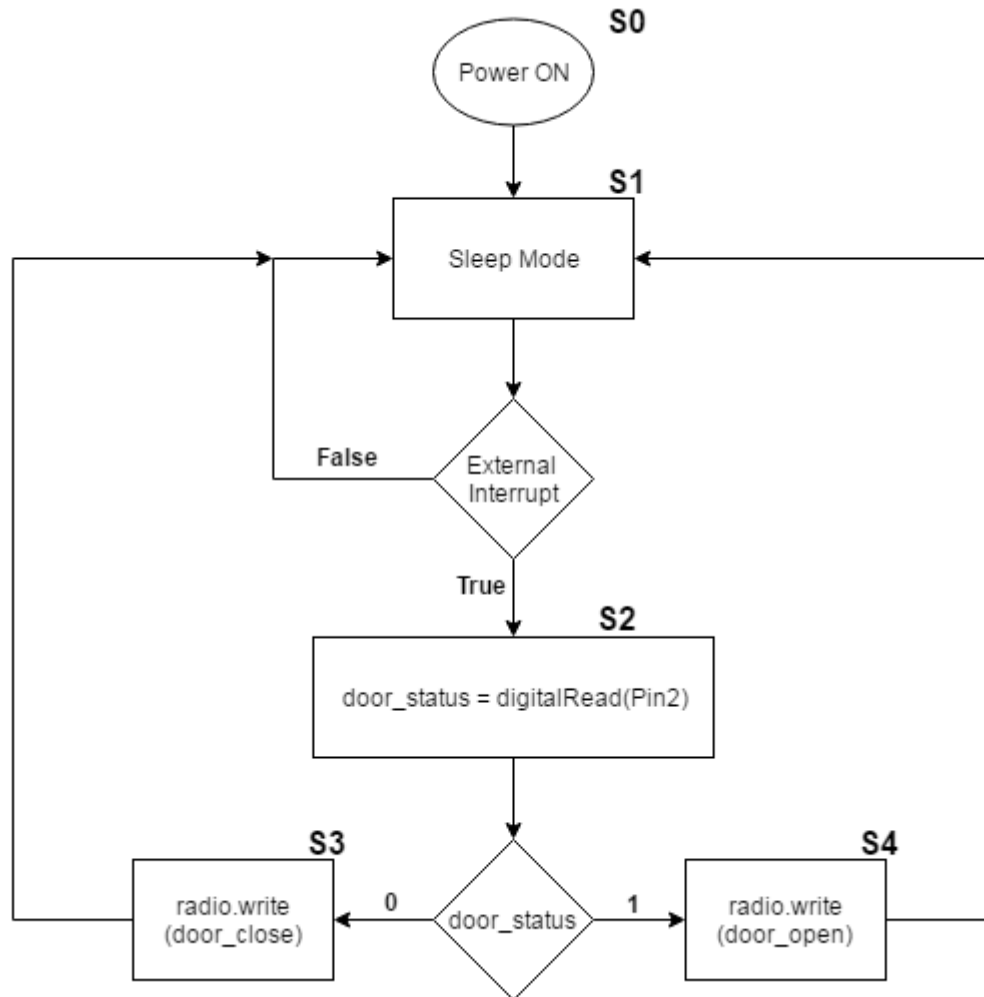 S0
Power ON
S1
Sleep Mode
False
External
Interrupt
True
S2
door_status = digitalRead(Pin2)
S3
S4
radio.write
(door_close)
0
door_status
1
radio.write
(door_open)